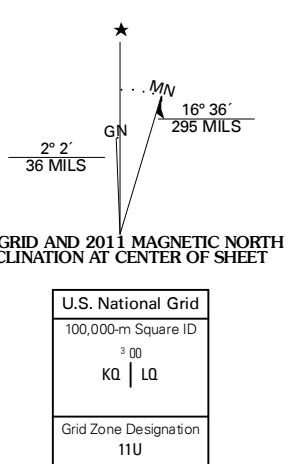 ★
MN
GN
16° 36´
295 MILS
2° 2´
36 MILS
GRID AND 2011 MAGNETIC NORTH
CLINATION AT CENTER OF SHEET
U.S. National Grid
100,000-m Square ID
3 00
KQ | LQ
Grid Zone Designation
11U